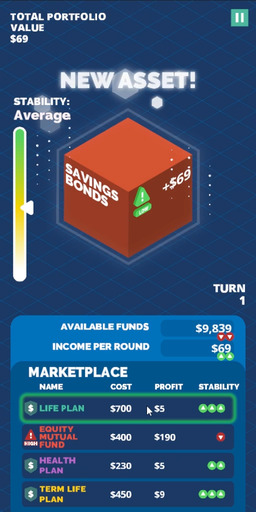 TOTAL PORTFOLIO
VALUE
$69
NEW ASSET!
STABILITY:
Average
SAVINGS
BONDS
LOW
+$69
TURN
1
AVAILABLE FUNDS $9,839
INCOME PER ROUND $69
MARKETPLACE
NAME COST PROFIT STABILITY
$ LIFE PLAN $700 $5
EQUITY
MUTUAL
FUND $400 $190
HIGH
$ HEALTH
PLAN $230 $5
$ TERM LIFE
PLAN $450 $9